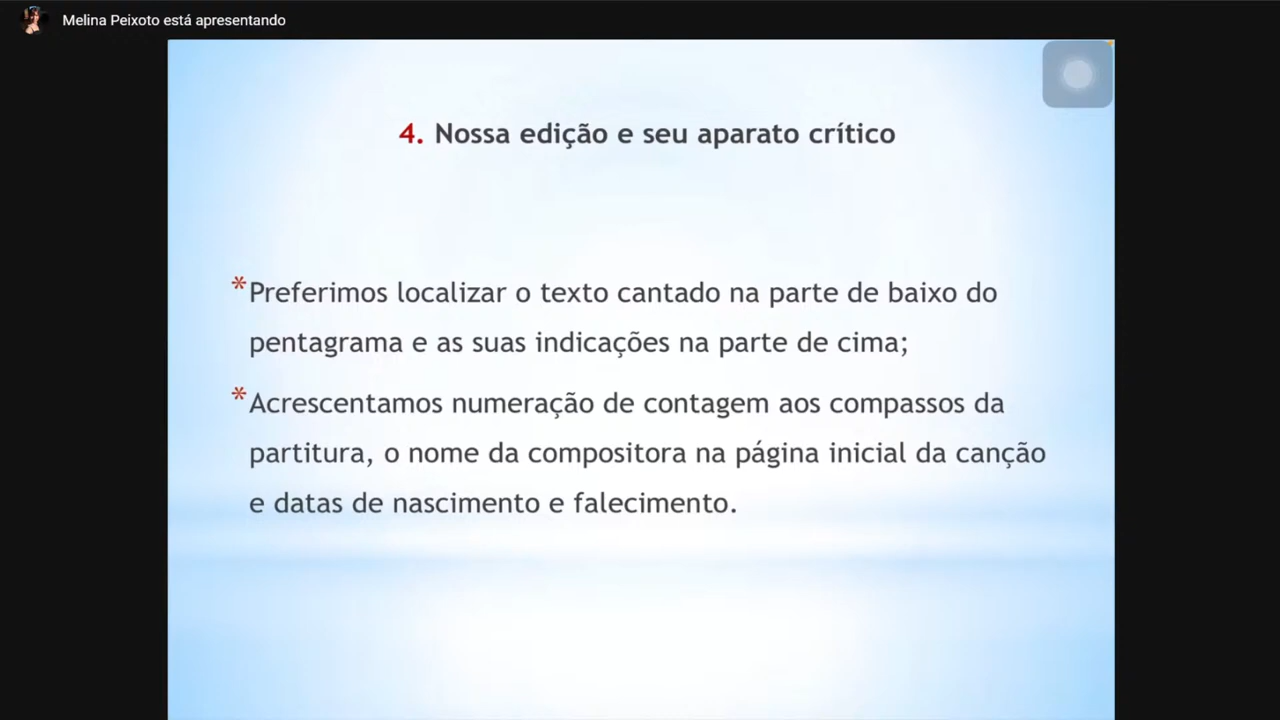 Melina Peixoto está apresentando
4. Nossa edição e seu aparato crítico
*Preferimos localizar o texto cantado na parte de baixo do
pentagrama e as suas indicações na parte de cima;
*Acrescentamos numeração de contagem aos compassos da
partitura, o nome da compositora na página inicial da canção
e datas de nascimento e falecimento.